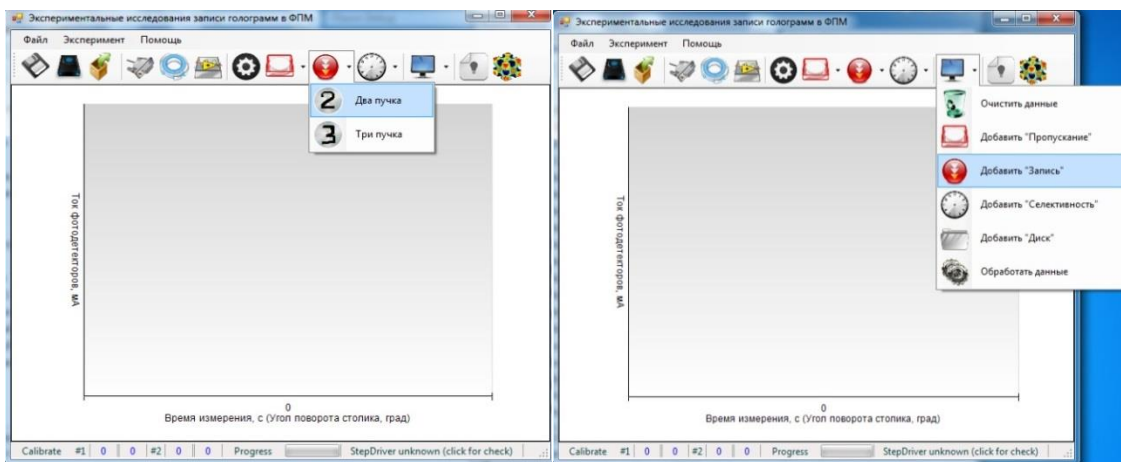 Экспериментальные исследования записи голограмм в ФПМ
Файл Эксперимент Помощь
2 Два пучка
3 Три пучка
Ток фотодетекторов, мА
0
Время измерения, с (Угол поворота столика, град)
Calibrate #1 0 0 #2 0 0 Progress StepDriver unknown (click for check)
Экспериментальные исследования записи голограмм в ФПМ
Файл Эксперимент Помощь
Очистить данные
Добавить "Пропускание"
Добавить "Запись"
Добавить "Селективность"
Добавить "Диск"
Обработать данные
Ток фотодетекторов, мА
0
Время измерения, с (Угол поворота столика, град)
Calibrate #1 0 0 #2 0 0 Progress StepDriver unknown (click for check)